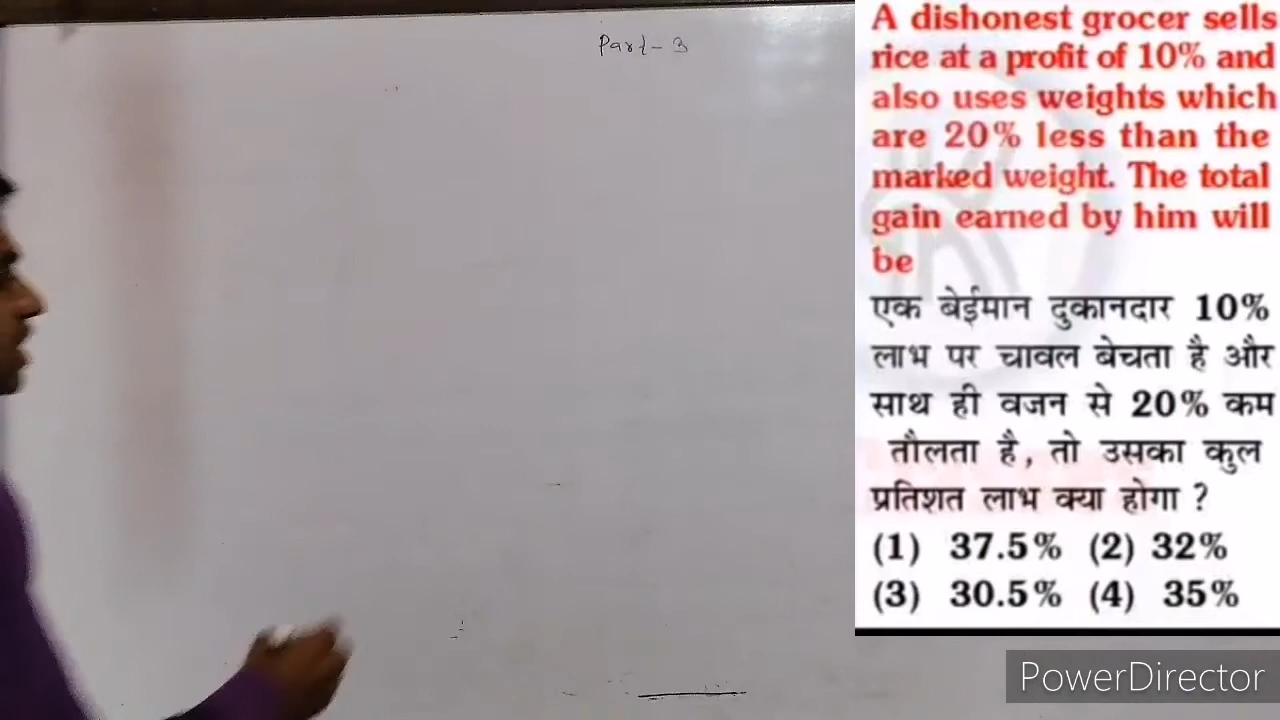 Part-3
A dishonest grocer sells
rice at a profit of 10% and
also uses weights which
are 20% less than the
marked weight. The total
gain earned by him will
be
एक बेईमान दुकानदार 10%
लाभ पर चावल बेचता है और
साथ ही वजन से 20% कम
तौलता है, तो उसका कुल
प्रतिशत लाभ क्या होगा ?
(1) 37.5% (2) 32%
(3) 30.5% (4) 35%
PowerDirector